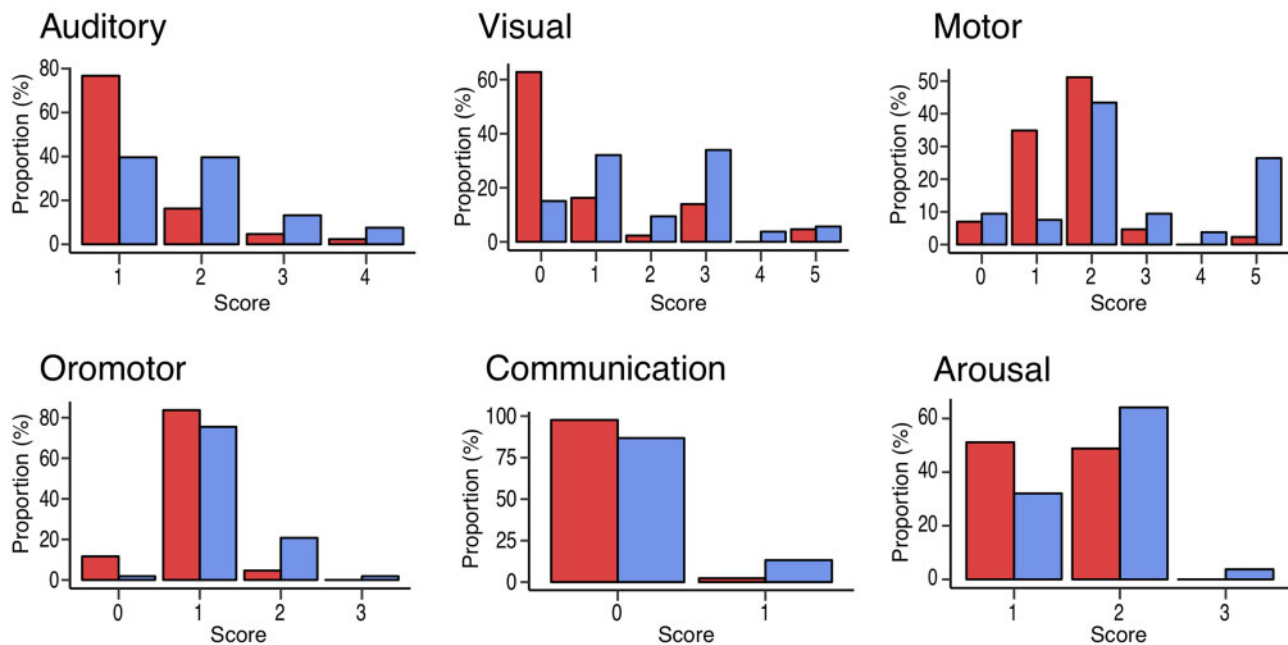 Auditory
Proportion (%)
80
60
40
20
0
1 2 3 4
Score
Visual
Proportion (%)
60
40
20
0
0 1 2 3 4 5
Score
Motor
Proportion (%)
50
40
30
20
10
0
0 1 2 3 4 5
Score
Oromotor
Proportion (%)
80
60
40
20
0
0 1 2 3
Score
Communication
Proportion (%)
100
75
50
25
0
0 1
Score
Arousal
Proportion (%)
60
40
20
0
1 2 3
Score